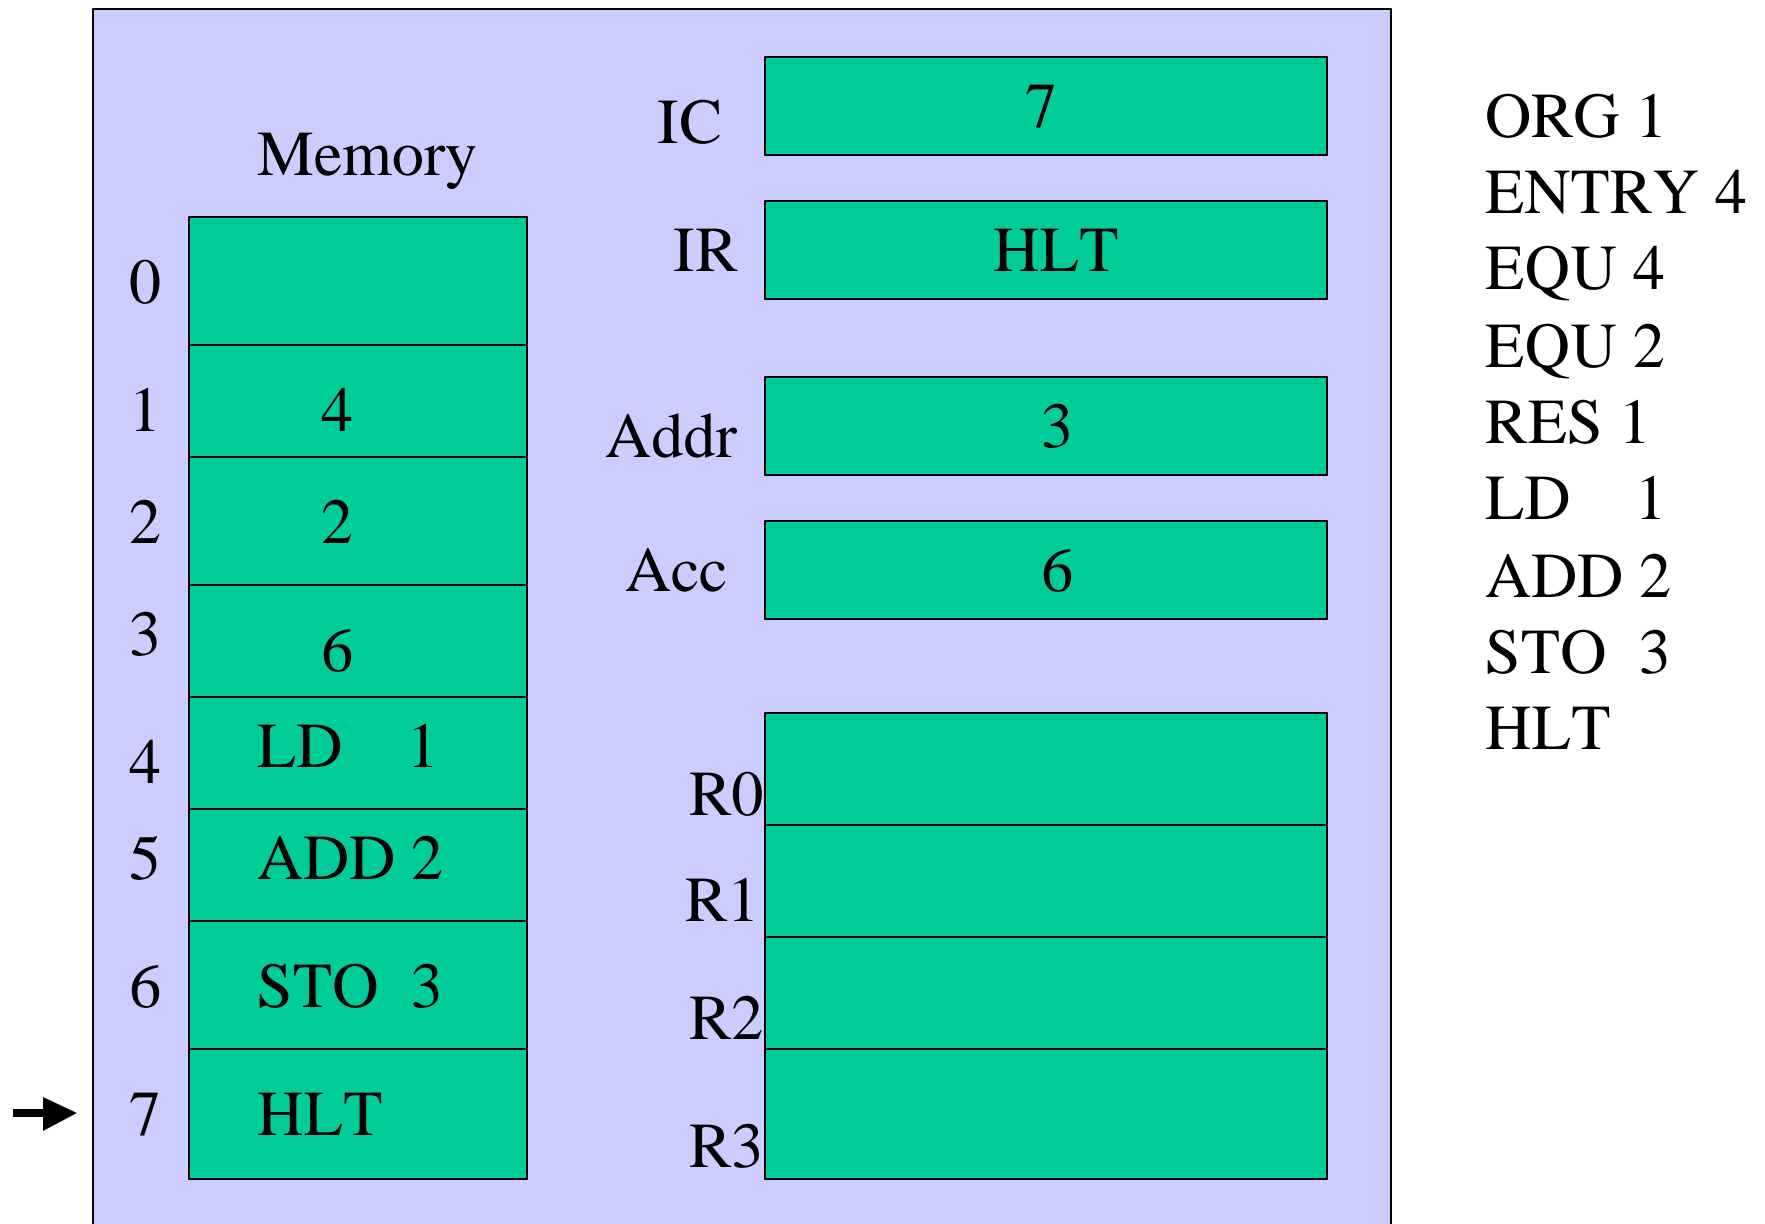 Memory
0
1 4
2 2
3 6
4 LD 1
5 ADD 2
6 STO 3
7 HLT
IC 7
IR HLT
Addr 3
Acc 6
R0
R1
R2
R3
ORG 1
ENTRY 4
EQU 4
EQU 2
RES 1
LD 1
ADD 2
STO 3
HLT